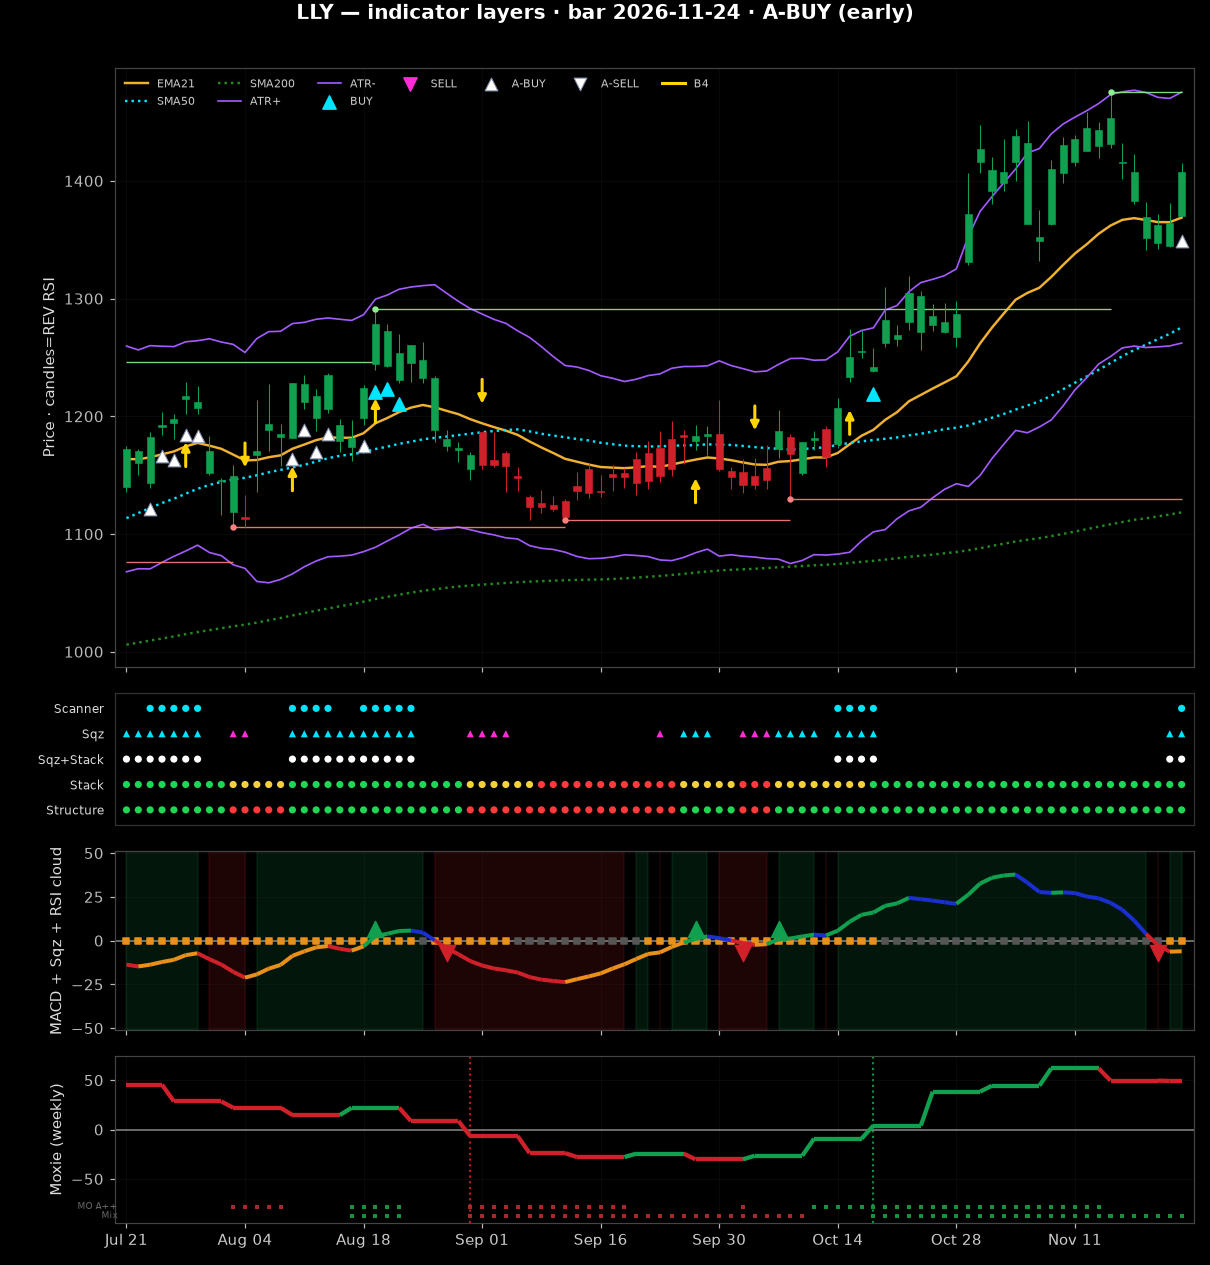 LLY — indicator layers · bar 2026-11-24 · A-BUY (early)
EMA21 SMA200 ATR- SELL A-BUY A-SELL B4
SMA50 ATR+ BUY
Price · candles=REV RSI
1400
1300
1200
1100
1000
Scanner
Sqz
Sqz+Stack
Stack
Structure
MACD + Sqz + RSI cloud
50
25
0
−25
−50
Moxie (weekly)
50
0
−50
MO A++
Mix
Jul 21 Aug 04 Aug 18 Sep 01 Sep 16 Sep 30 Oct 14 Oct 28 Nov 11